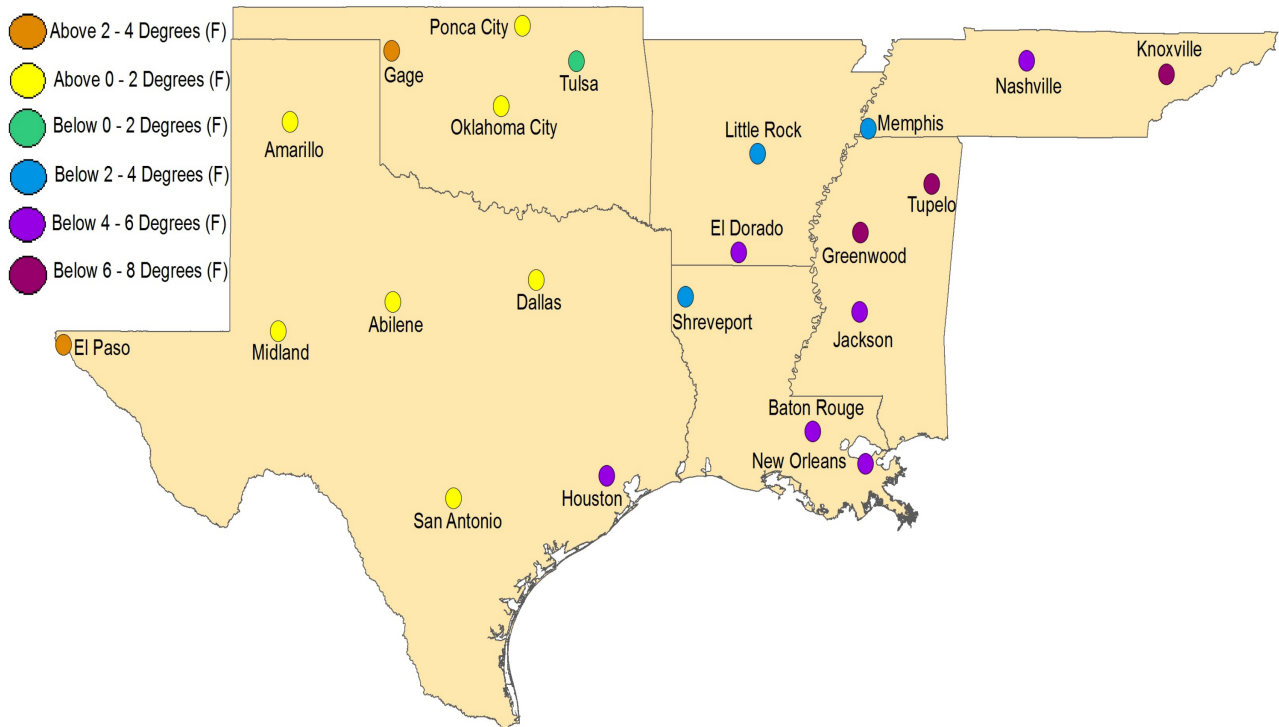 Above 2 - 4 Degrees (F)
Above 0 - 2 Degrees (F)
Below 0 - 2 Degrees (F)
Below 2 - 4 Degrees (F)
Below 4 - 6 Degrees (F)
Below 6 - 8 Degrees (F)
Ponca City
Gage
Tulsa
Oklahoma City
Amarillo
Knoxville
Nashville
Memphis
Little Rock
Tupelo
El Dorado
Greenwood
Dallas
Abilene
Shreveport
Jackson
El Paso
Midland
Baton Rouge
New Orleans
Houston
San Antonio